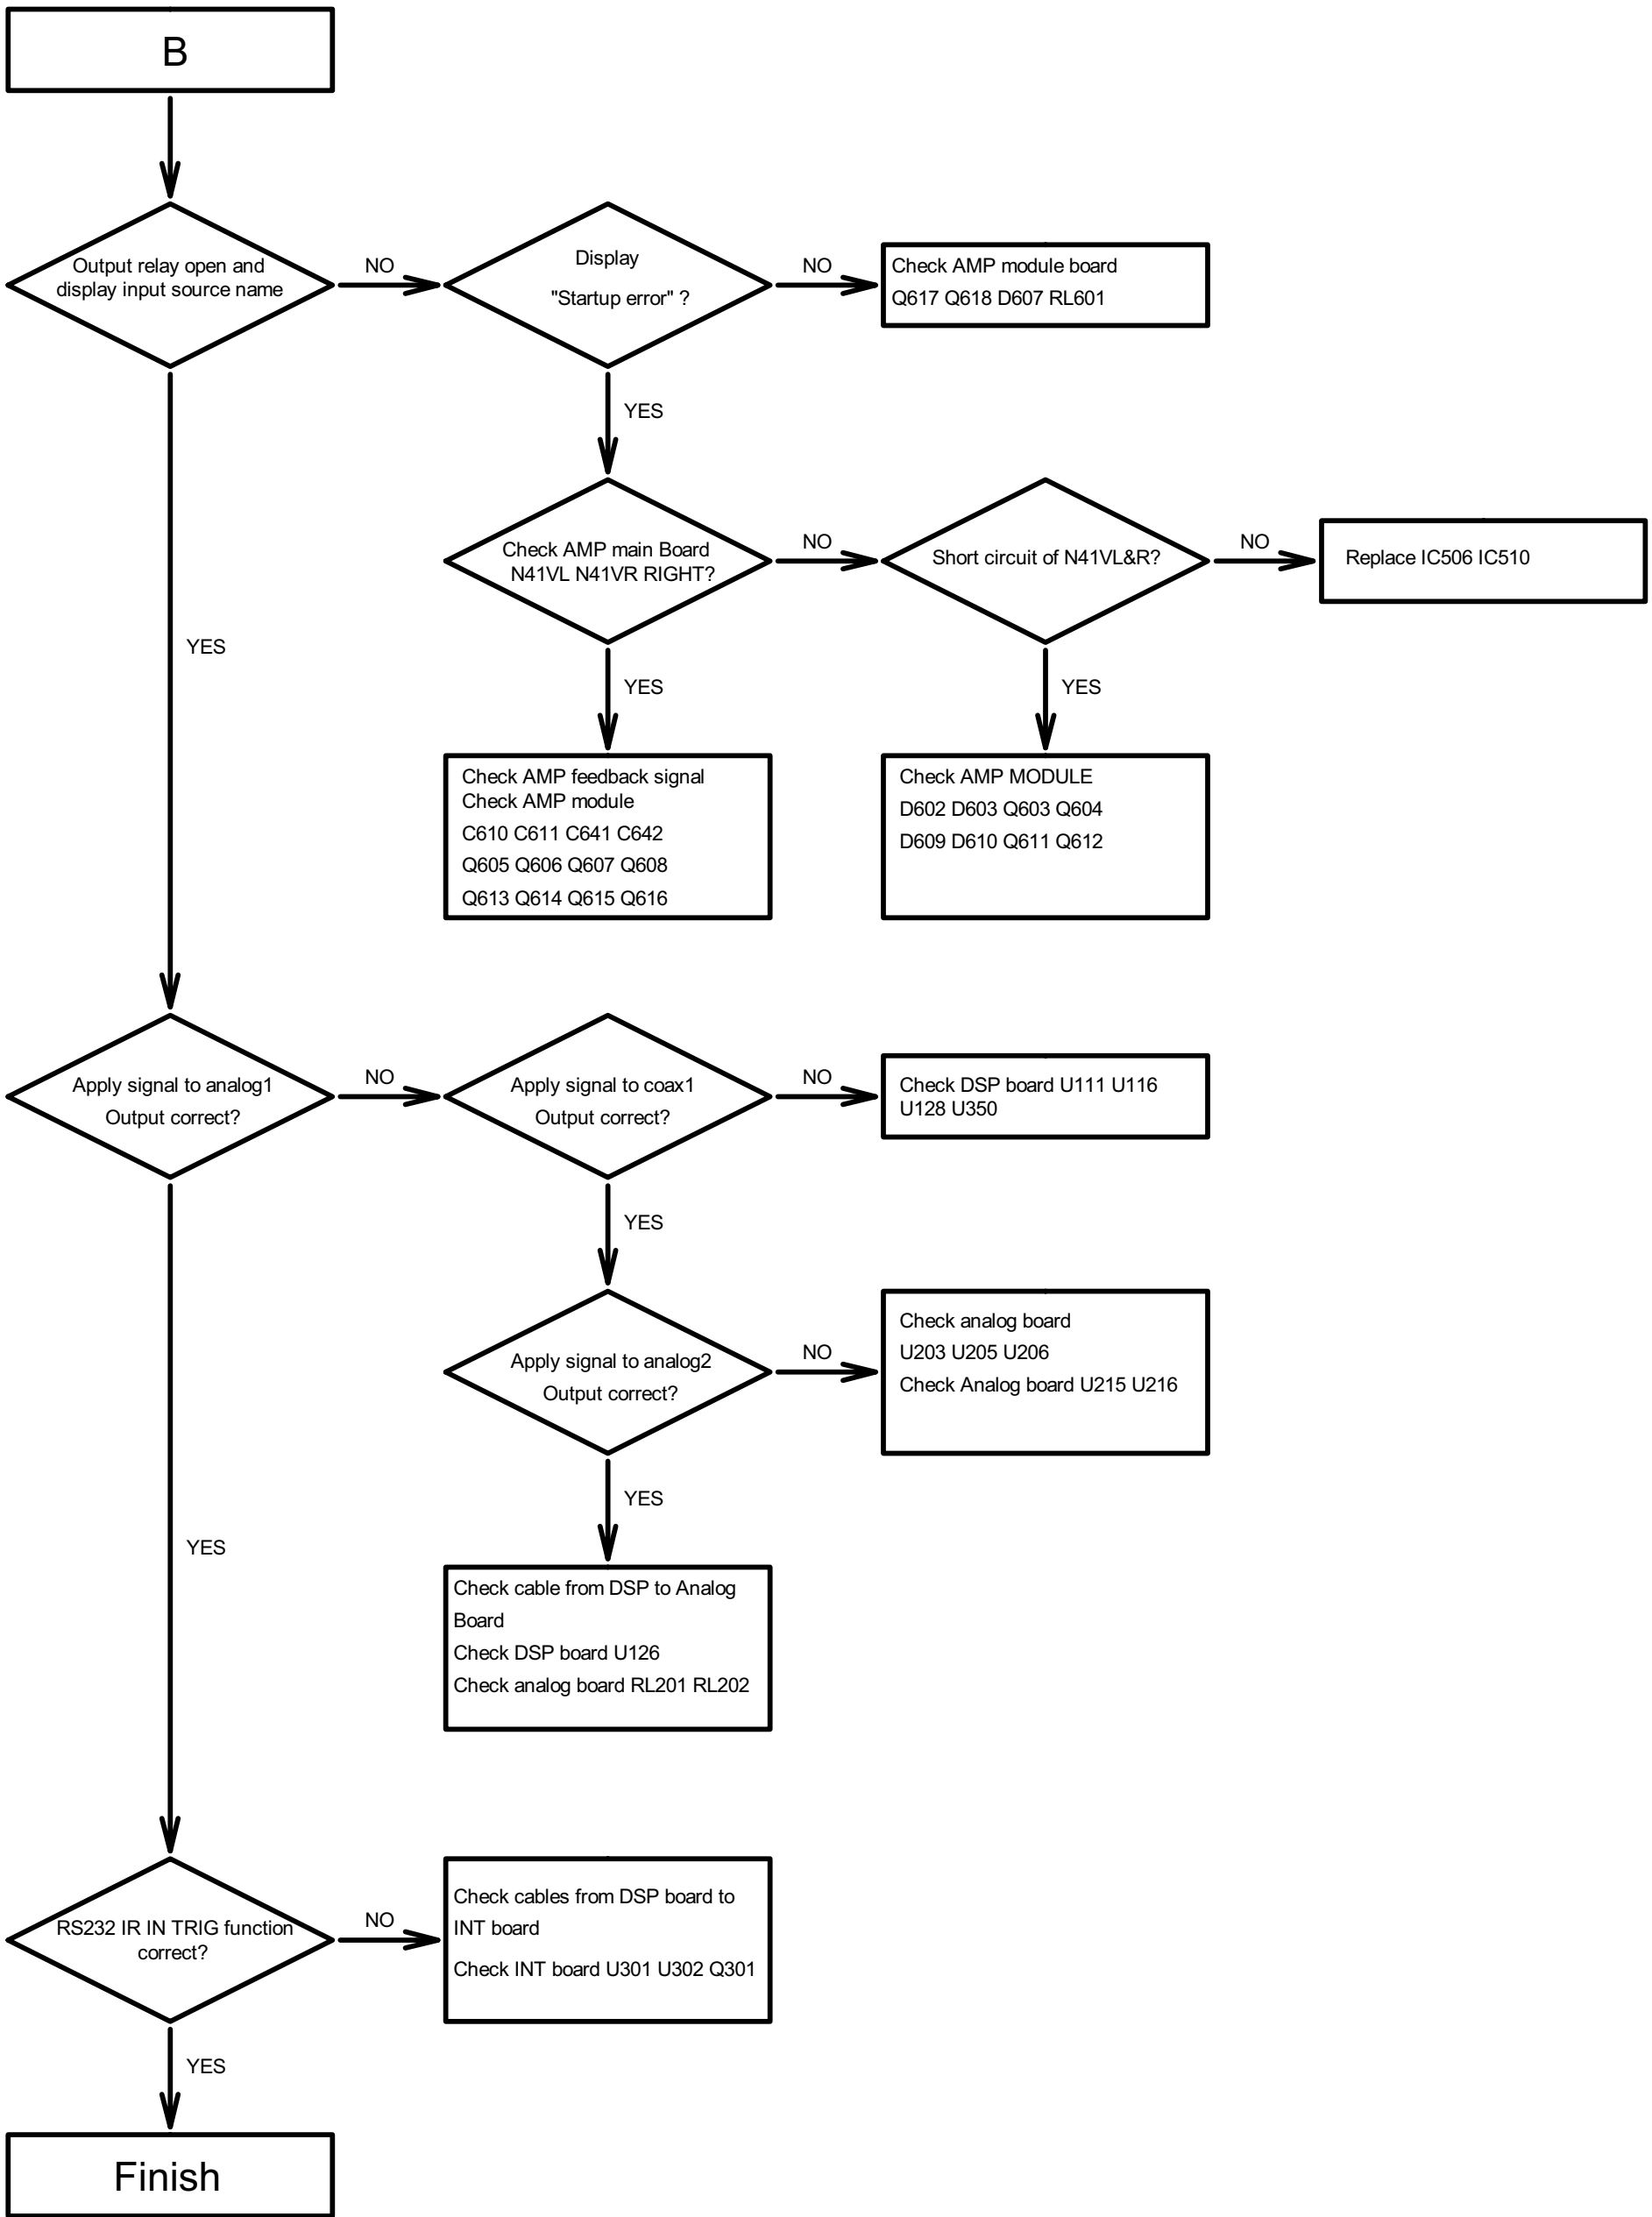 B
Output relay open and
display input source name
NO
Display
"Startup error" ?
NO
Check AMP module board
Q617 Q618 D607 RL601
YES
Check AMP main Board
N41VL N41VR RIGHT?
NO
Short circuit of N41VL&R?
NO
Replace IC506 IC510
YES
YES
YES
Check AMP feedback signal
Check AMP module
C610 C611 C641 C642
Q605 Q606 Q607 Q608
Q613 Q614 Q615 Q616
Check AMP MODULE
D602 D603 Q603 Q604
D609 D610 Q611 Q612
Apply signal to analog1
Output correct?
NO
Apply signal to coax1
Output correct?
NO
Check DSP board U111 U116
U128 U350
YES
Apply signal to analog2
Output correct?
NO
Check analog board
U203 U205 U206
Check Analog board U215 U216
YES
YES
Check cable from DSP to Analog
Board
Check DSP board U126
Check analog board RL201 RL202
RS232 IR IN TRIG function
correct?
NO
Check cables from DSP board to
INT board
Check INT board U301 U302 Q301
YES
Finish